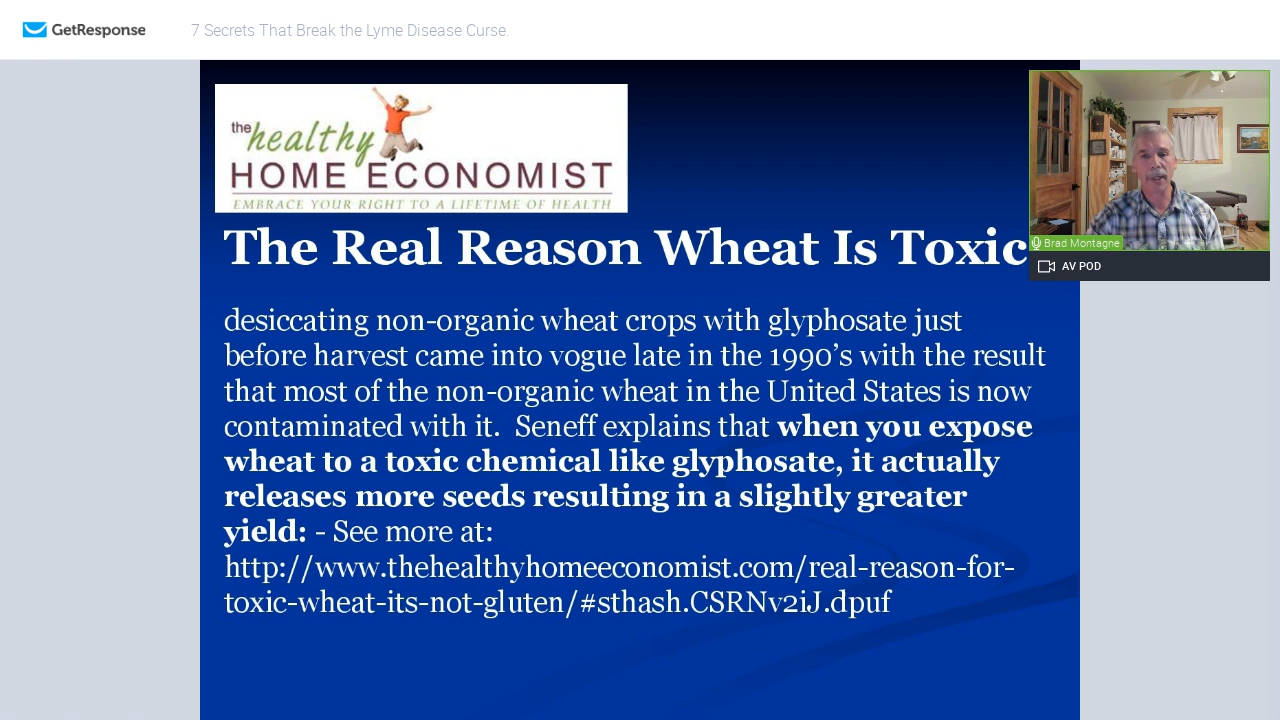 GetResponse
7 Secrets That Break the Lyme Disease Curse.
the healthy
HOME ECONOMIST
EMBRACE YOUR RIGHT TO A LIFETIME OF HEALTH
The Real Reason Wheat Is Toxic
Brad Montagne
AV POD
desiccating non-organic wheat crops with glyphosate just
before harvest came into vogue late in the 1990’s with the result
that most of the non-organic wheat in the United States is now
contaminated with it.  Seneff explains that when you expose
wheat to a toxic chemical like glyphosate, it actually
releases more seeds resulting in a slightly greater
yield: - See more at:
http://www.thehealthyhomeeconomist.com/real-reason-for-
toxic-wheat-its-not-gluten/#sthash.CSRNv2iJ.dpuf